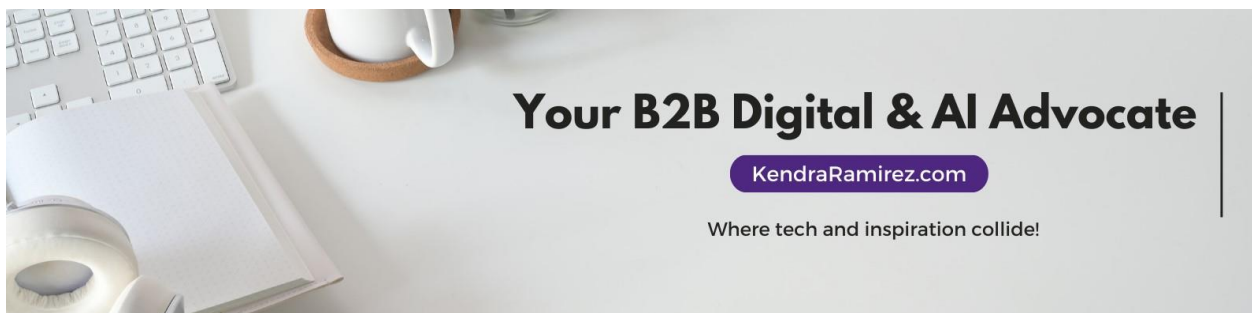 Your B2B Digital & AI Advocate
KendraRamirez.com
Where tech and inspiration collide!